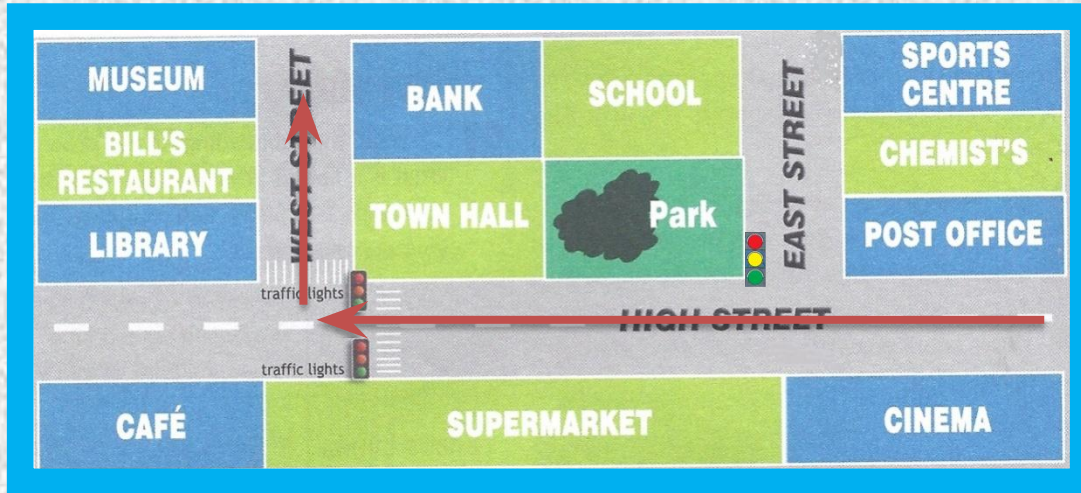 MUSEUM
BILL'S
RESTAURANT
LIBRARY
WEST STREET
BANK
SCHOOL
TOWN HALL
Park
EAST STREET
SPORTS
CENTRE
CHEMIST'S
POST OFFICE
traffic lights
HIGH STREET
traffic lights
CAFÉ
SUPERMARKET
CINEMA